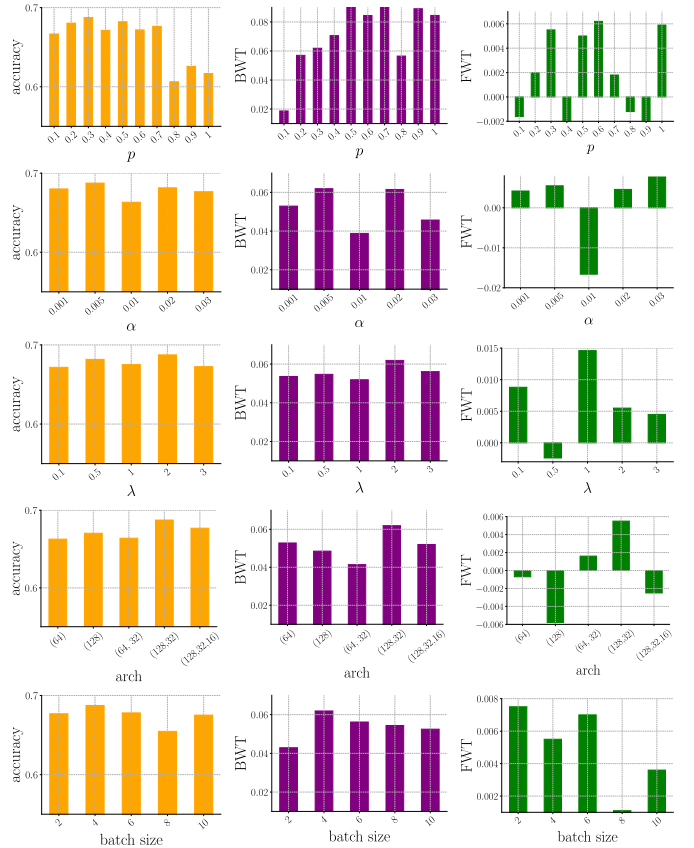 accuracy
0.6
0.1 0.2 0.3 0.4 0.5 0.6 0.7 0.8 0.9 1
p
BWT
0.08
0.06
0.04
0.02
0.1 0.2 0.3 0.4 0.5 0.6 0.7 0.8 0.9 1
p
FWT
0.006
0.004
0.002
0.000
−0.002
0.1 0.2 0.3 0.4 0.5 0.6 0.7 0.8 0.9 1
p
accuracy
0.7
0.6
0.001 0.005 0.01 0.02 0.03
α
BWT
0.06
0.04
0.02
0.001 0.005 0.01 0.02 0.03
α
FWT
0.00
−0.01
−0.02
0.001 0.005 0.01 0.02 0.03
α
accuracy
0.7
0.6
0.1 0.5 1 2 3
λ
BWT
0.06
0.04
0.02
0.1 0.5 1 2 3
λ
FWT
0.015
0.010
0.005
0.000
0.1 0.5 1 2 3
λ
accuracy
0.7
0.6
(64) (128) (64, 32) (128,32) (128,32,16)
arch
BWT
0.06
0.04
0.02
(64) (128) (64, 32) (128,32) (128,32,16)
arch
FWT
0.006
0.004
0.002
0.000
−0.002
−0.004
−0.006
(64) (128) (64, 32) (128,32) (128,32,16)
arch
accuracy
0.7
0.6
2 4 6 8 10
batch size
BWT
0.06
0.04
0.02
2 4 6 8 10
batch size
FWT
0.008
0.006
0.004
0.002
2 4 6 8 10
batch size